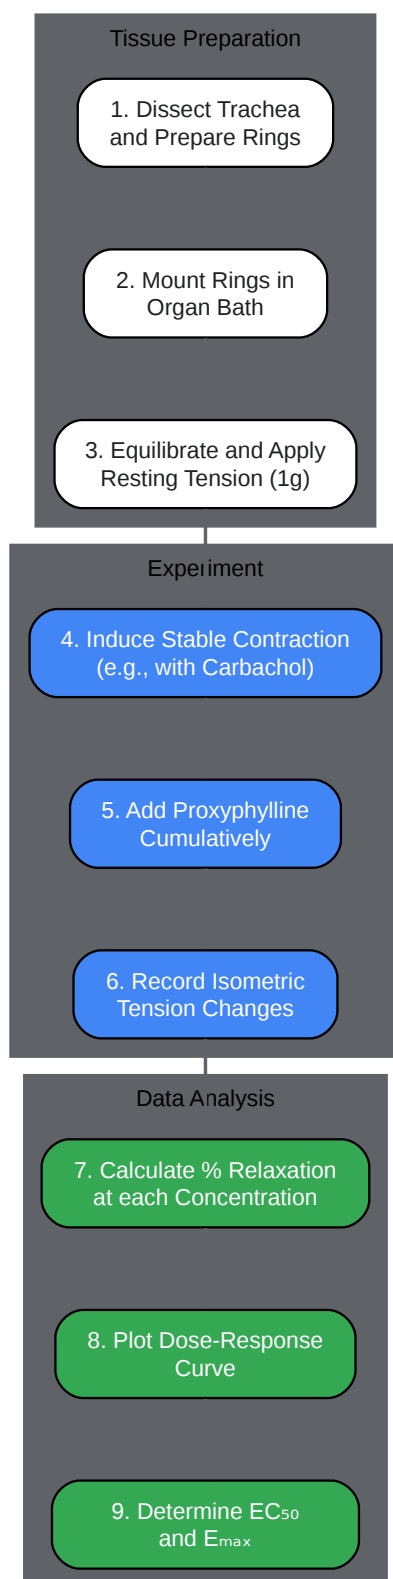 Tissue Preparation
1. Dissect Trachea
and Prepare Rings
2. Mount Rings in
Organ Bath
3. Equilibrate and Apply
Resting Tension (1g)
Experiment
4. Induce Stable Contraction
(e.g., with Carbachol)
5. Add Proxyphylline
Cumulatively
6. Record Isometric
Tension Changes
Data Analysis
7. Calculate % Relaxation
at each Concentration
8. Plot Dose-Response
Curve
9. Determine EC₅₀
and Eₘₐₓ